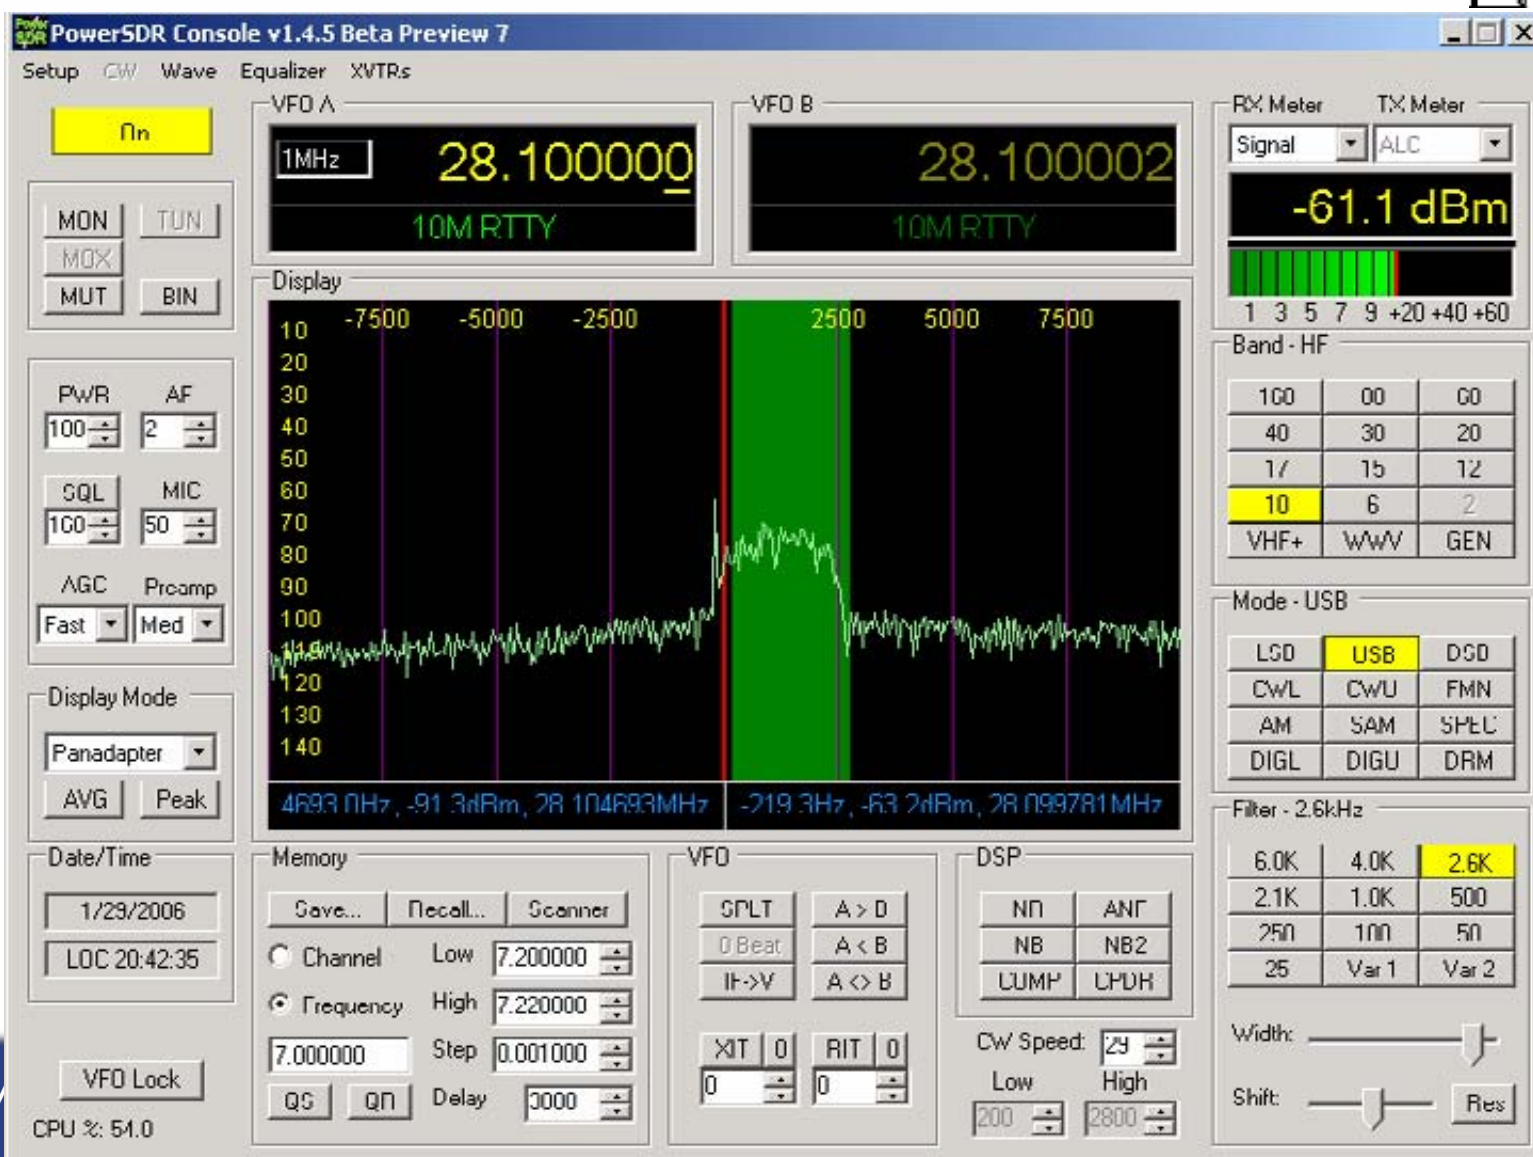 PowerSDR Console v1.4.5 Beta Preview 7
Setup CW Wave Equalizer XVTRs
On
MON TUN
MOX
MUT BIN
PWR AF
100 2
SQL MIC
160 50
AGC Preamp
Fast Med
Display Mode
Panadapter
AVG Peak
Date/Time
1/29/2006
LOC 20:42:35
VFO Lock
CPU %: 54.0
VFO A
1MHz 28.100000
10M RTTY
VFO B
28.100002
10M RTTY
Display
-7500 -5000 -2500 2500 5000 7500
10
20
30
40
50
60
70
80
90
100
110
120
130
140
4693.0Hz, -91.3dBm, 28.104693MHz -219.3Hz, -63.2dBm, 28.099781MHz
Memory
Save... Recall... Scanner
Channel Low 7.200000
Frequency High 7.220000
7.000000 Step 0.001000
QS QR Delay 3000
VFO
SPLT A > B
0 Beat A < B
IF->V A <> B
XIT 0 RIT 0
0 0
DSP
NR ANF
NB NB2
COMP CPDR
CW Speed: 29
Low High
200 2800
RX Meter TX Meter
Signal ALC
-61.1 dBm
1 3 5 7 9 +20 +40 +60
Band - HF
160 80 60
40 30 20
17 15 12
10 6 2
VHF+ WWV GEN
Mode - USB
LSB USB DSB
CWL CWU FMN
AM SAM SPEC
DIGL DIGU DRM
Filter - 2.6kHz
6.0K 4.0K 2.6K
2.1K 1.0K 500
250 100 50
25 Var 1 Var 2
Width:
Shift: Res